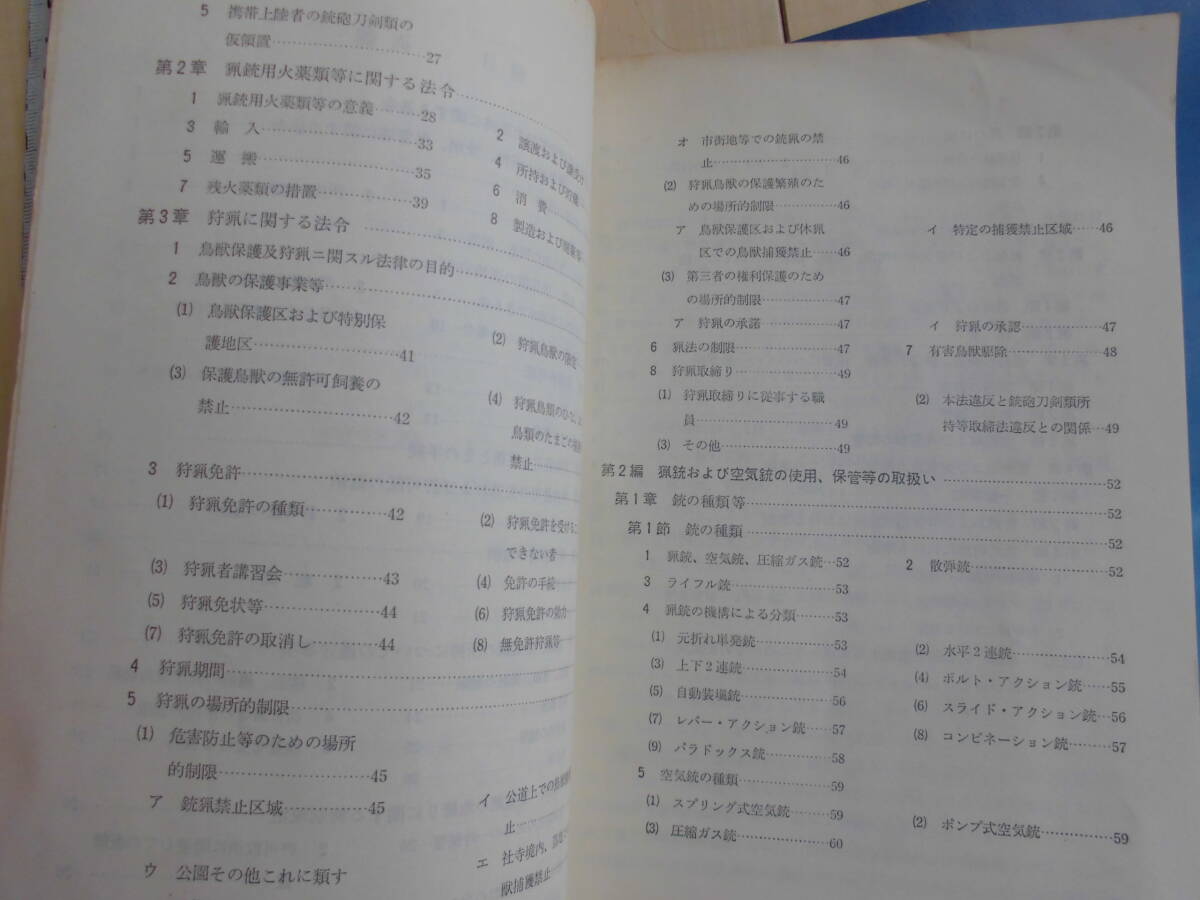 5 携帯上陸者の銃砲刀剣類の
仮領置……………………27
第2章 猟銃用火薬類等に関する法令
1 猟銃用火薬類等の意義………28
2 譲渡および譲受
3 輸入……………………33
4 所持および貯蔵
5 運搬……………………35
6 消費
7 残火薬類の措置……………39
8 製造および
第3章 狩猟に関する法令
1 鳥獣保護及狩猟ニ関スル法律の目的
2 鳥獣の保護事業等
(1) 鳥獣保護区および特別保
護地区……………………41
(2) 狩猟鳥獣の
(3) 保護鳥獣の無許可飼養の
禁止……………………42
(4) 狩猟鳥類のひな
鳥類のたまごの
禁止
3 狩猟免許
(1) 狩猟免許の種類…………42
(2) 狩猟免許を受ける
できない者
(3) 狩猟者講習会……………43
(4) 免許の手続
(5) 狩猟免状等………………44
(6) 狩猟免許の効力
(7) 狩猟免許の取消し………44
(8) 無免許狩猟等
4 狩猟期間
5 狩猟の場所的制限
(1) 危害防止等のための場所
的制限……………………45
ア 銃猟禁止区域……………45
イ 公道上での
止
ウ 公園その他これに類す
エ 社寺境内、
獣捕獲禁止
オ 市街地等での銃猟の禁
止……………………46
(2) 狩猟鳥獣の保護繁殖のた
めの場所的制限…………46
ア 鳥獣保護区および休猟
区での鳥獣捕獲禁止……46
イ 特定の捕獲禁止区域……46
(3) 第三者の権利保護のため
の場所的制限……………47
ア 狩猟の承諾……………47
イ 狩猟の承認……………47
6 猟法の制限………………47
7 有害鳥獣駆除……………48
8 狩猟取締り………………49
(1) 狩猟取締りに従事する職
員……………………49
(2) 本法違反と銃砲刀剣類所
持等取締法違反との関係…49
(3) その他……………………49
第2編 猟銃および空気銃の使用、保管等の取扱い……………………52
第1章 銃の種類等……………………52
第1節 銃の種類……………………52
1 猟銃、空気銃、圧縮ガス銃…52
2 散弾銃……………………52
3 ライフル銃………………53
4 猟銃の機構による分類……53
(1) 元折れ単発銃……………53
(2) 水平2連銃………………54
(3) 上下2連銃………………54
(4) ボルト・アクション銃……55
(5) 自動装塡銃………………56
(6) スライド・アクション銃…56
(7) レバー・アクション銃……57
(8) コンビネーション銃………57
(9) パラドックス銃…………58
5 空気銃の種類……………59
(1) スプリング式空気銃……59
(2) ポンプ式空気銃…………59
(3) 圧縮ガス銃………………60